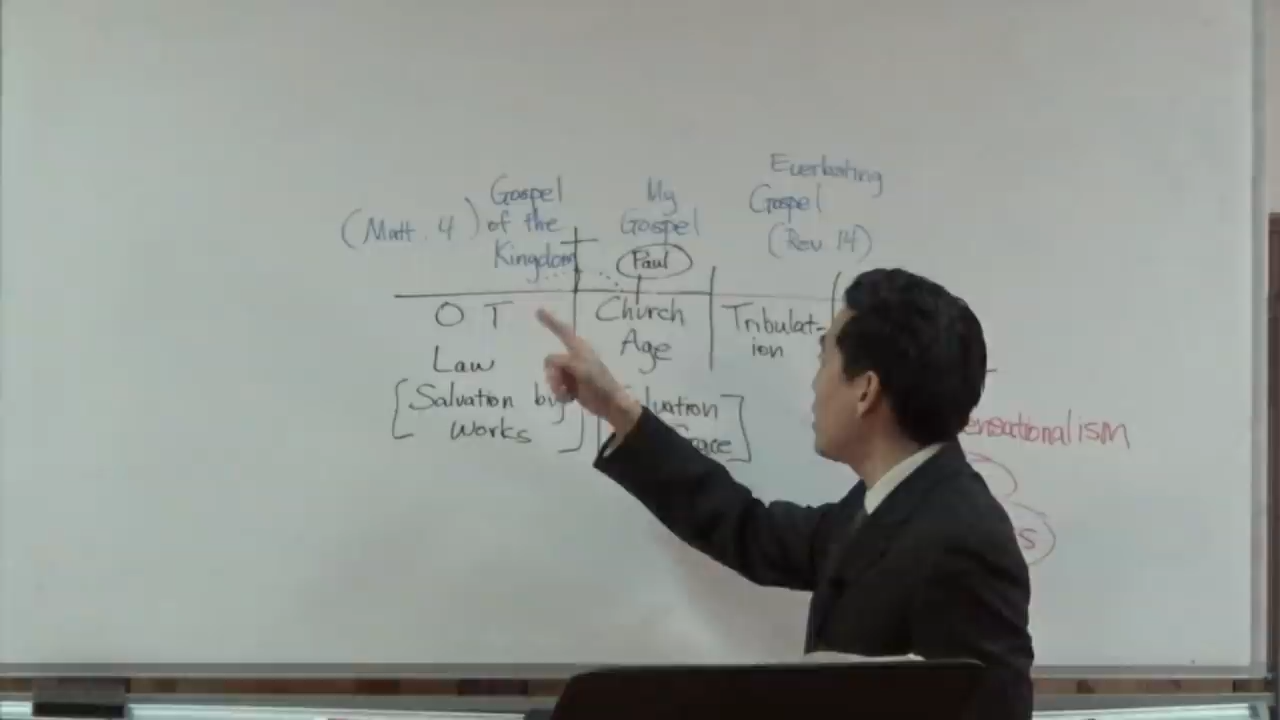 Everlasting
Gospel
(Rev 14)
My
Gospel
Paul
Gospel
of the
Kingdom
(Matt. 4)
O T
Law
[Salvation by
Works]
Church
Age
Tribulat-
ion